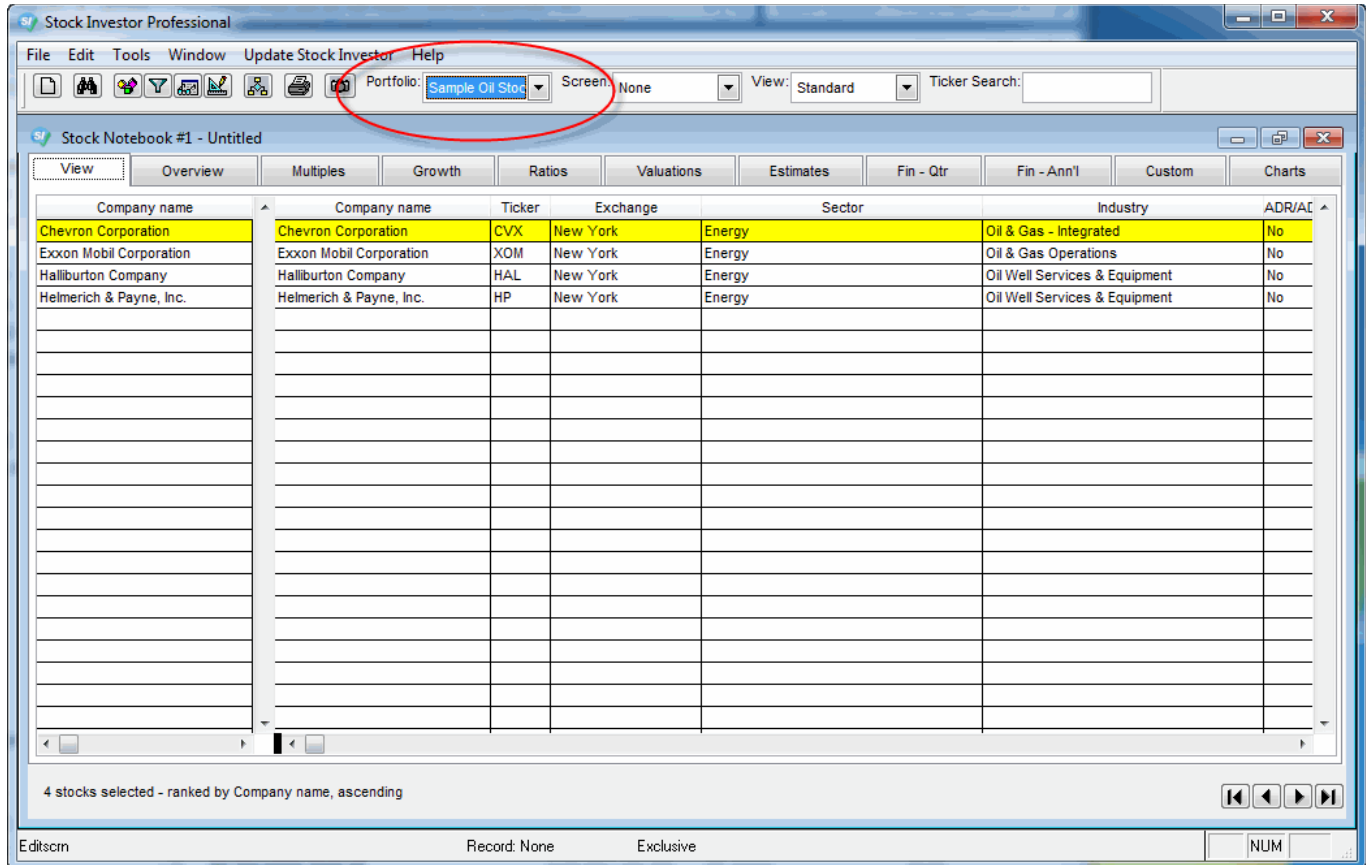 Stock Investor Professional
File Edit Tools Window Update Stock Investor Help
Portfolio: Sample Oil Stoc Screen: None View: Standard Ticker Search:
Stock Notebook #1 - Untitled
View Overview Multiples Growth Ratios Valuations Estimates Fin - Qtr Fin - Ann'l Custom Charts
Company name Company name Ticker Exchange Sector Industry ADR/AD
Chevron Corporation Chevron Corporation CVX New York Energy Oil & Gas - Integrated No
Exxon Mobil Corporation Exxon Mobil Corporation XOM New York Energy Oil & Gas Operations No
Halliburton Company Halliburton Company HAL New York Energy Oil Well Services & Equipment No
Helmerich & Payne, Inc. Helmerich & Payne, Inc. HP New York Energy Oil Well Services & Equipment No
4 stocks selected - ranked by Company name, ascending
Editscrn Record: None Exclusive NUM